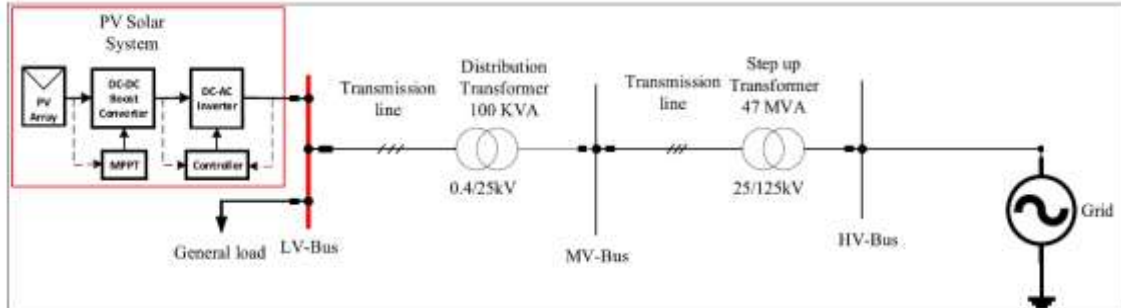 PV Solar
System
PV
Array
DC-DC
Boost
Converter
DC-AC
Inverter
MPPT
Controller
General load
LV-Bus
Transmission
line
Distribution
Transformer
100 KVA
0.4/25kV
MV-Bus
Transmission
line
Step up
Transformer
47 MVA
25/125kV
HV-Bus
Grid